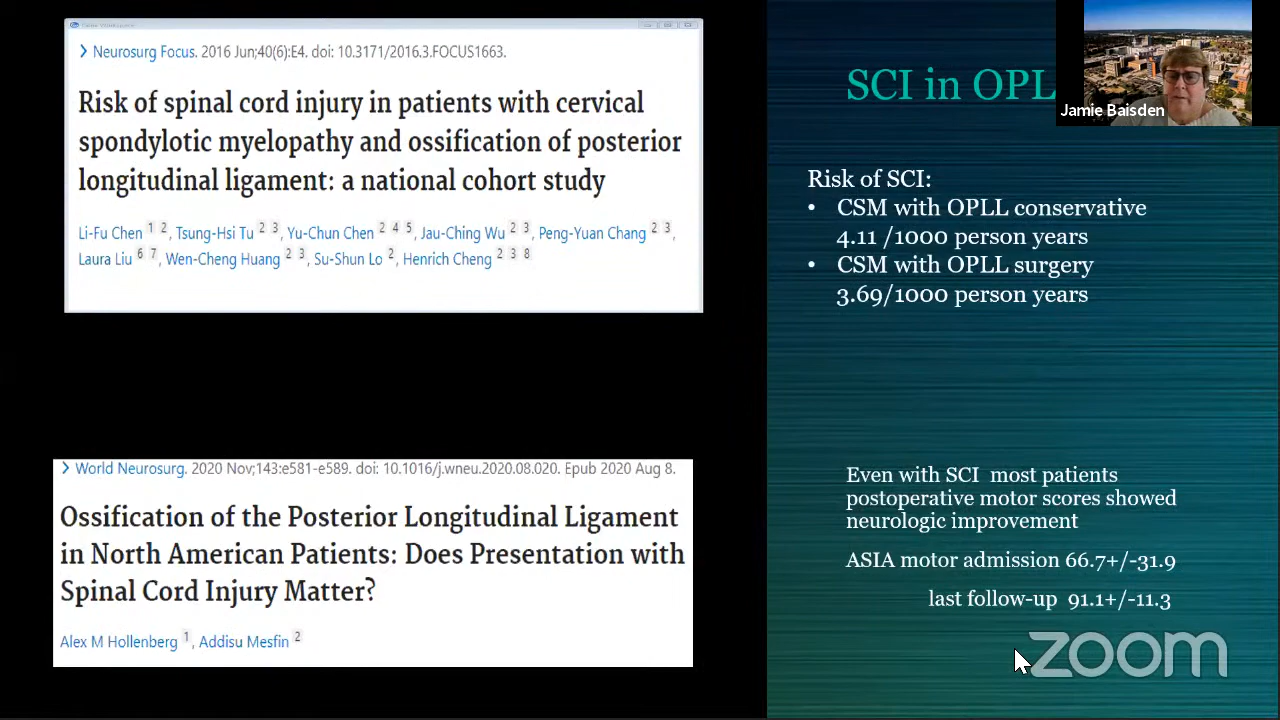 Neurosurg Focus. 2016 Jun;40(6):E4. doi: 10.3171/2016.3.FOCUS1663.
Risk of spinal cord injury in patients with cervical
spondylotic myelopathy and ossification of posterior
longitudinal ligament: a national cohort study
Li-Fu Chen 1 2, Tsung-Hsi Tu 2 3, Yu-Chun Chen 2 4 5, Jau-Ching Wu 2 3, Peng-Yuan Chang 2 3,
Laura Liu 6 7, Wen-Cheng Huang 2 3, Su-Shun Lo 2, Henrich Cheng 2 3 8
World Neurosurg. 2020 Nov;143:e581-e589. doi: 10.1016/j.wneu.2020.08.020. Epub 2020 Aug 8.
Ossification of the Posterior Longitudinal Ligament
in North American Patients: Does Presentation with
Spinal Cord Injury Matter?
Alex M Hollenberg 1, Addisu Mesfin 2
SCI in OPL
Jamie Baisden
Risk of SCI:
• CSM with OPLL conservative
4.11 /1000 person years
• CSM with OPLL surgery
3.69/1000 person years
Even with SCI most patients
postoperative motor scores showed
neurologic improvement
ASIA motor admission 66.7+/-31.9
last follow-up 91.1+/-11.3
zoom